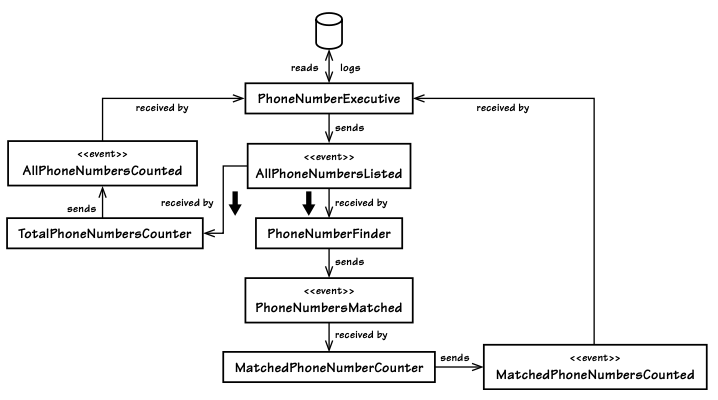 reads
logs
PhoneNumberExecutive
received by
received by
sends
<<event>>
AllPhoneNumbersCounted
<<event>>
AllPhoneNumbersListed
sends
received by
received by
TotalPhoneNumbersCounter
PhoneNumberFinder
sends
<<event>>
PhoneNumbersMatched
received by
MatchedPhoneNumberCounter
sends
<<event>>
MatchedPhoneNumbersCounted